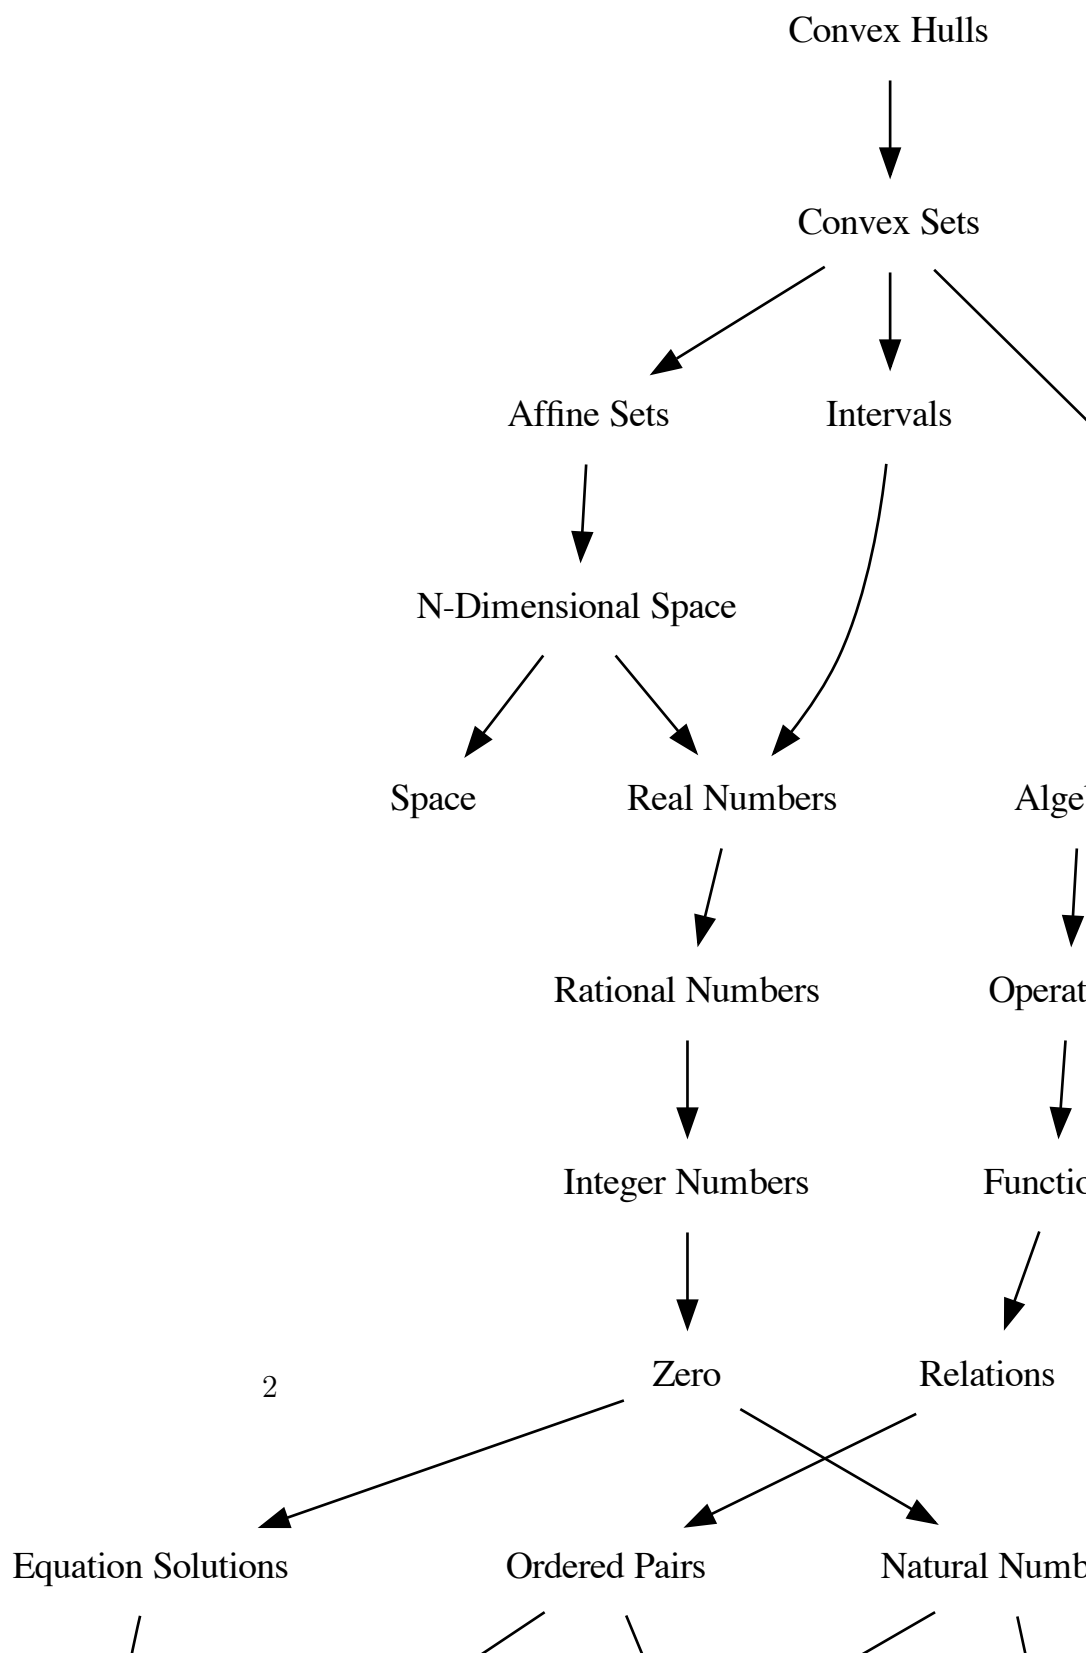 Convex Hulls
Convex Sets
Affine Sets
Intervals
N-Dimensional Space
Space
Real Numbers
Rational Numbers
Integer Numbers
Zero
Relations
2
Equation Solutions
Ordered Pairs
Natural